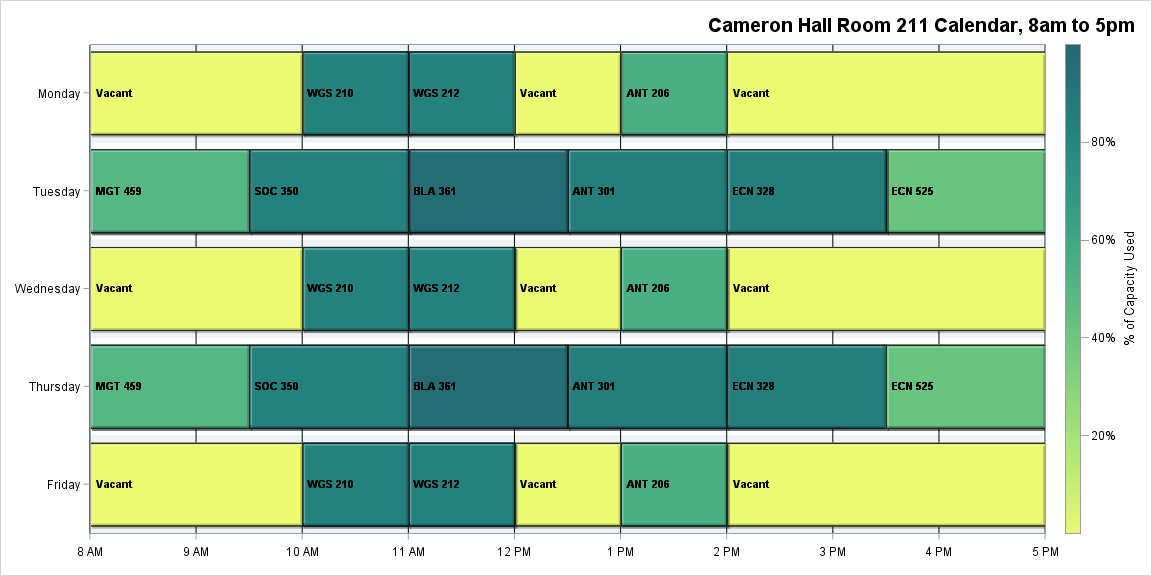 Cameron Hall Room 211 Calendar, 8am to 5pm
Monday
Vacant
WGS 210
WGS 212
Vacant
ANT 206
Vacant
Tuesday
MGT 459
SOC 350
BLA 361
ANT 301
ECN 328
ECN 525
Wednesday
Vacant
WGS 210
WGS 212
Vacant
ANT 206
Vacant
Thursday
MGT 459
SOC 350
BLA 361
ANT 301
ECN 328
ECN 525
Friday
Vacant
WGS 210
WGS 212
Vacant
ANT 206
Vacant
8 AM
9 AM
10 AM
11 AM
12 PM
1 PM
2 PM
3 PM
4 PM
5 PM
80%
60%
40%
20%
% of Capacity Used